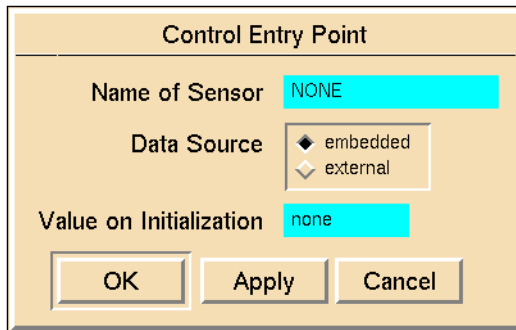 Control Entry Point
Name of Sensor NONE
Data Source embedded
external
Value on Initialization none
OK Apply Cancel